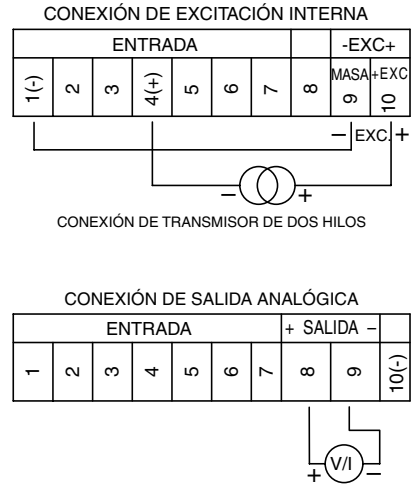 CONEXIÓN DE EXCITACIÓN INTERNA
ENTRADA -EXC+
1(-) 2 3 4(+) 5 6 7 8 MASA 9 +EXC 10
− EXC. +
− +
CONEXIÓN DE TRANSMISOR DE DOS HILOS
CONEXIÓN DE SALIDA ANALÓGICA
ENTRADA + SALIDA −
1 2 3 4 5 6 7 8 9 10(-)
+ V/I −